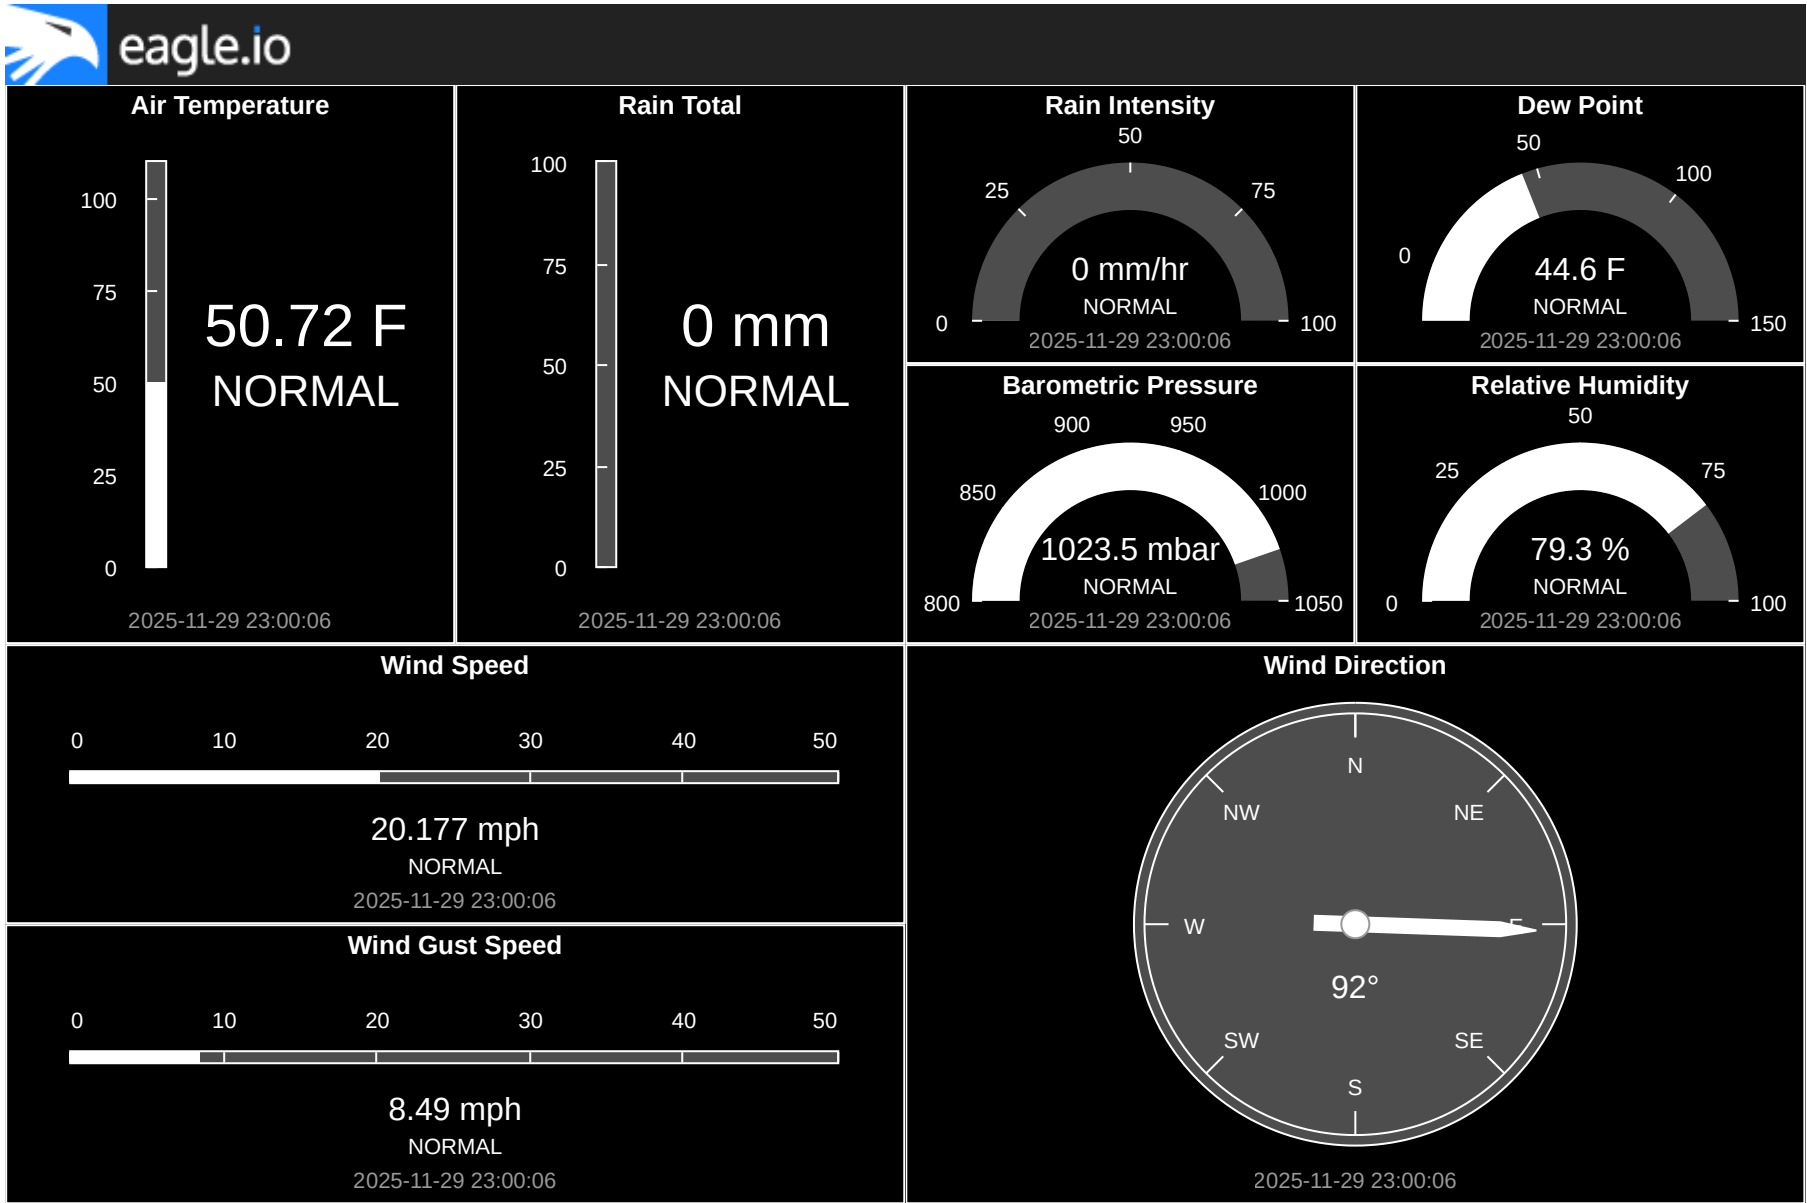 eagle.io
Air Temperature
100
75
50
25
0
50.72 F
NORMAL
2025-11-29 23:00:06
Rain Total
100
75
50
25
0
0 mm
NORMAL
2025-11-29 23:00:06
Rain Intensity
0
25
50
75
100
0 mm/hr
NORMAL
2025-11-29 23:00:06
Dew Point
0
50
100
150
44.6 F
NORMAL
2025-11-29 23:00:06
Barometric Pressure
800
850
900
950
1000
1050
1023.5 mbar
NORMAL
2025-11-29 23:00:06
Relative Humidity
0
25
50
75
100
79.3 %
NORMAL
2025-11-29 23:00:06
Wind Speed
0 10 20 30 40 50
20.177 mph
NORMAL
2025-11-29 23:00:06
Wind Gust Speed
0 10 20 30 40 50
8.49 mph
NORMAL
2025-11-29 23:00:06
Wind Direction
N
NW NE
W E
92°
SW SE
S
2025-11-29 23:00:06